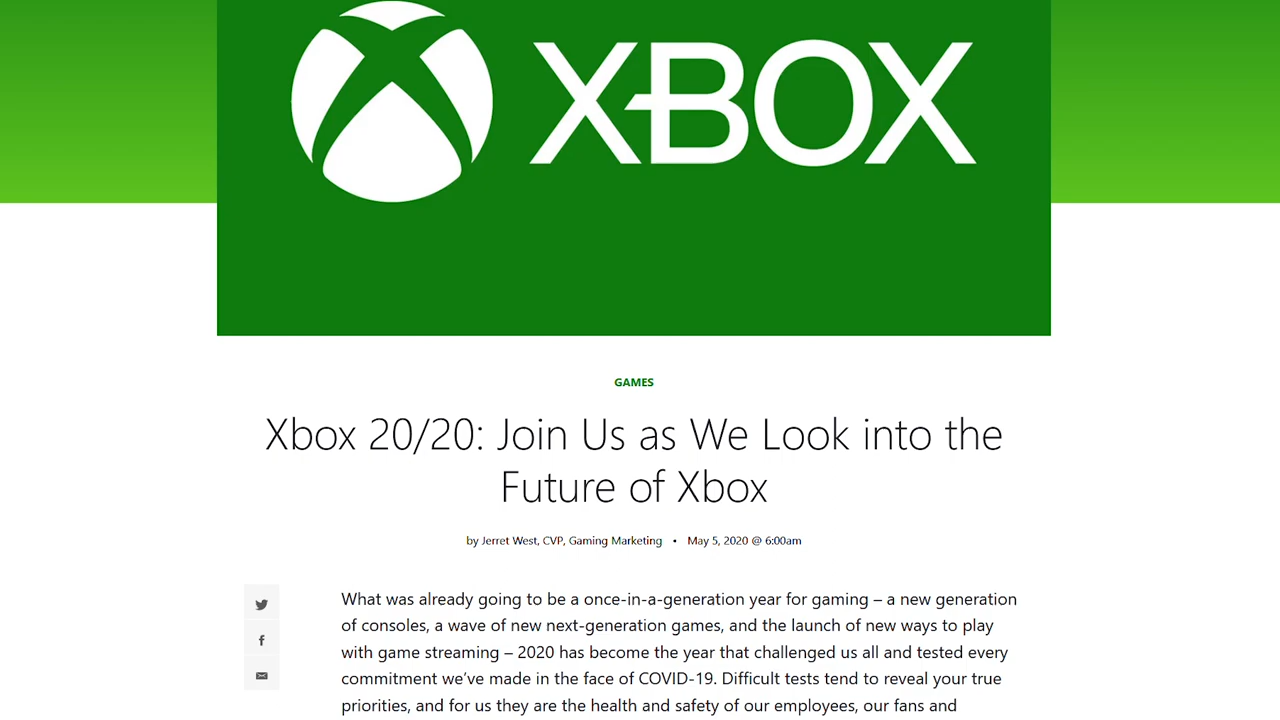 XBOX
GAMES
Xbox 20/20: Join Us as We Look into the
Future of Xbox
by Jerret West, CVP, Gaming Marketing • May 5, 2020 @ 6:00am
What was already going to be a once-in-a-generation year for gaming – a new generation
of consoles, a wave of new next-generation games, and the launch of new ways to play
with game streaming – 2020 has become the year that challenged us all and tested every
commitment we’ve made in the face of COVID-19. Difficult tests tend to reveal your true
priorities, and for us they are the health and safety of our employees, our fans and